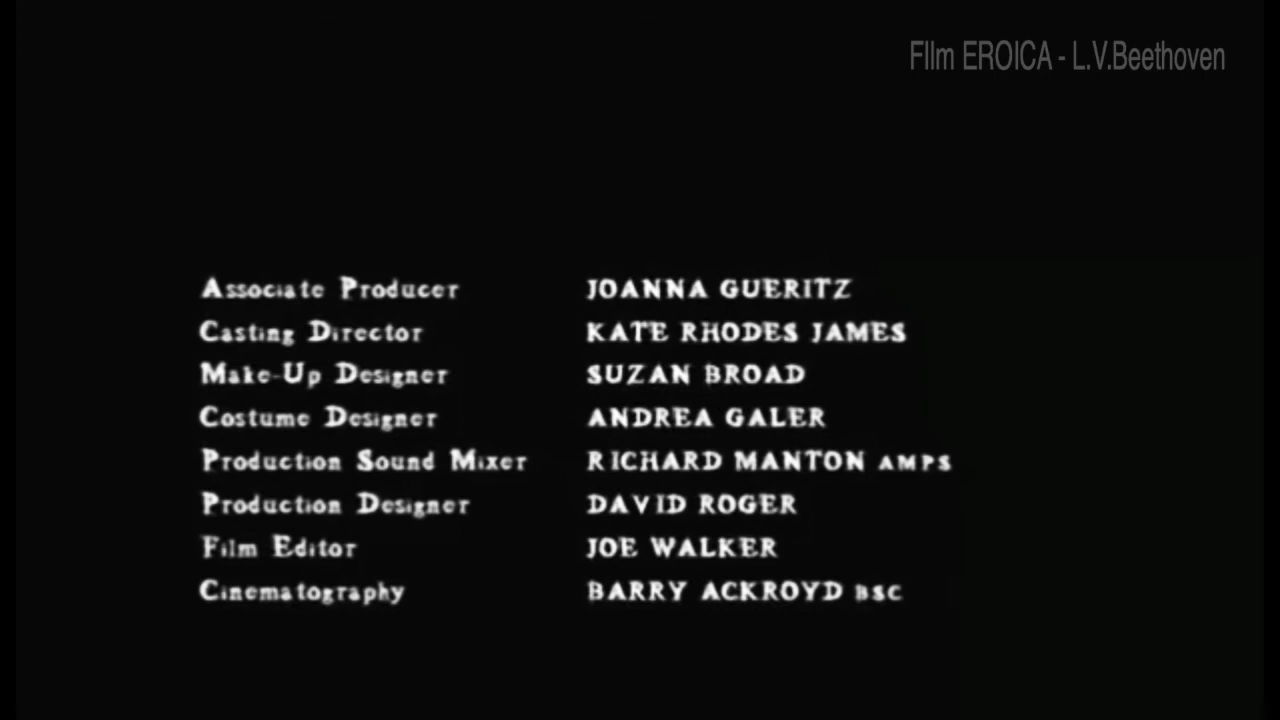 FIlm EROICA - L.V.Beethoven
Associate Producer JOANNA GUERITZ
Casting Director KATE RHODES JAMES
Make-Up Designer SUZAN BROAD
Costume Designer ANDREA GALER
Production Sound Mixer RICHARD MANTON AMPS
Production Designer DAVID ROGER
Film Editor JOE WALKER
Cinematography BARRY ACKROYD BSC